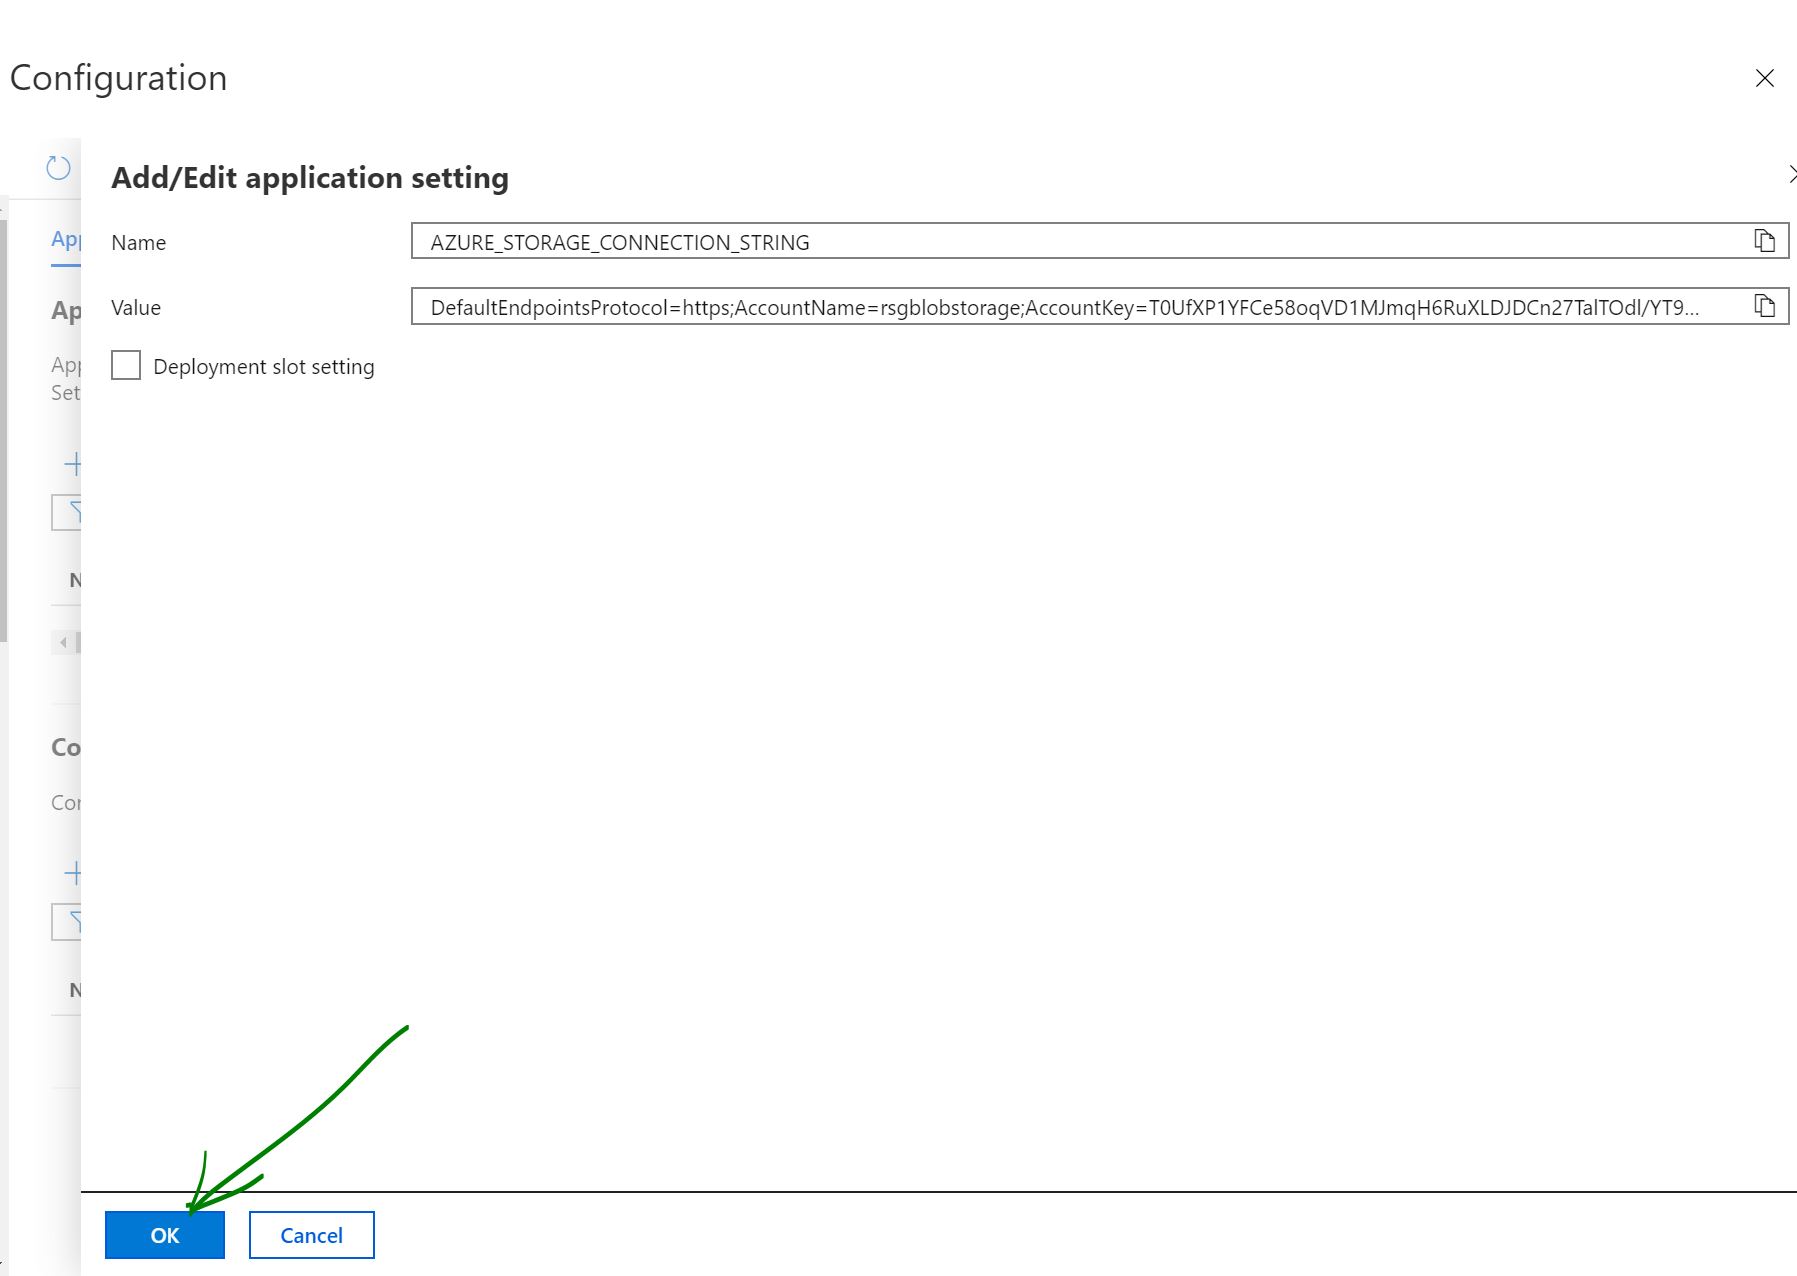 Configuration
Add/Edit application setting
Name
AZURE_STORAGE_CONNECTION_STRING
Value
DefaultEndpointsProtocol=https;AccountName=rsgblobstorage;AccountKey=T0UfXP1YFCe58oqVD1MJmqH6RuXLDJDCn27TalTOdl/YT9...
Deployment slot setting
App
Ap
App
Set
N
Co
Con
N
OK
Cancel